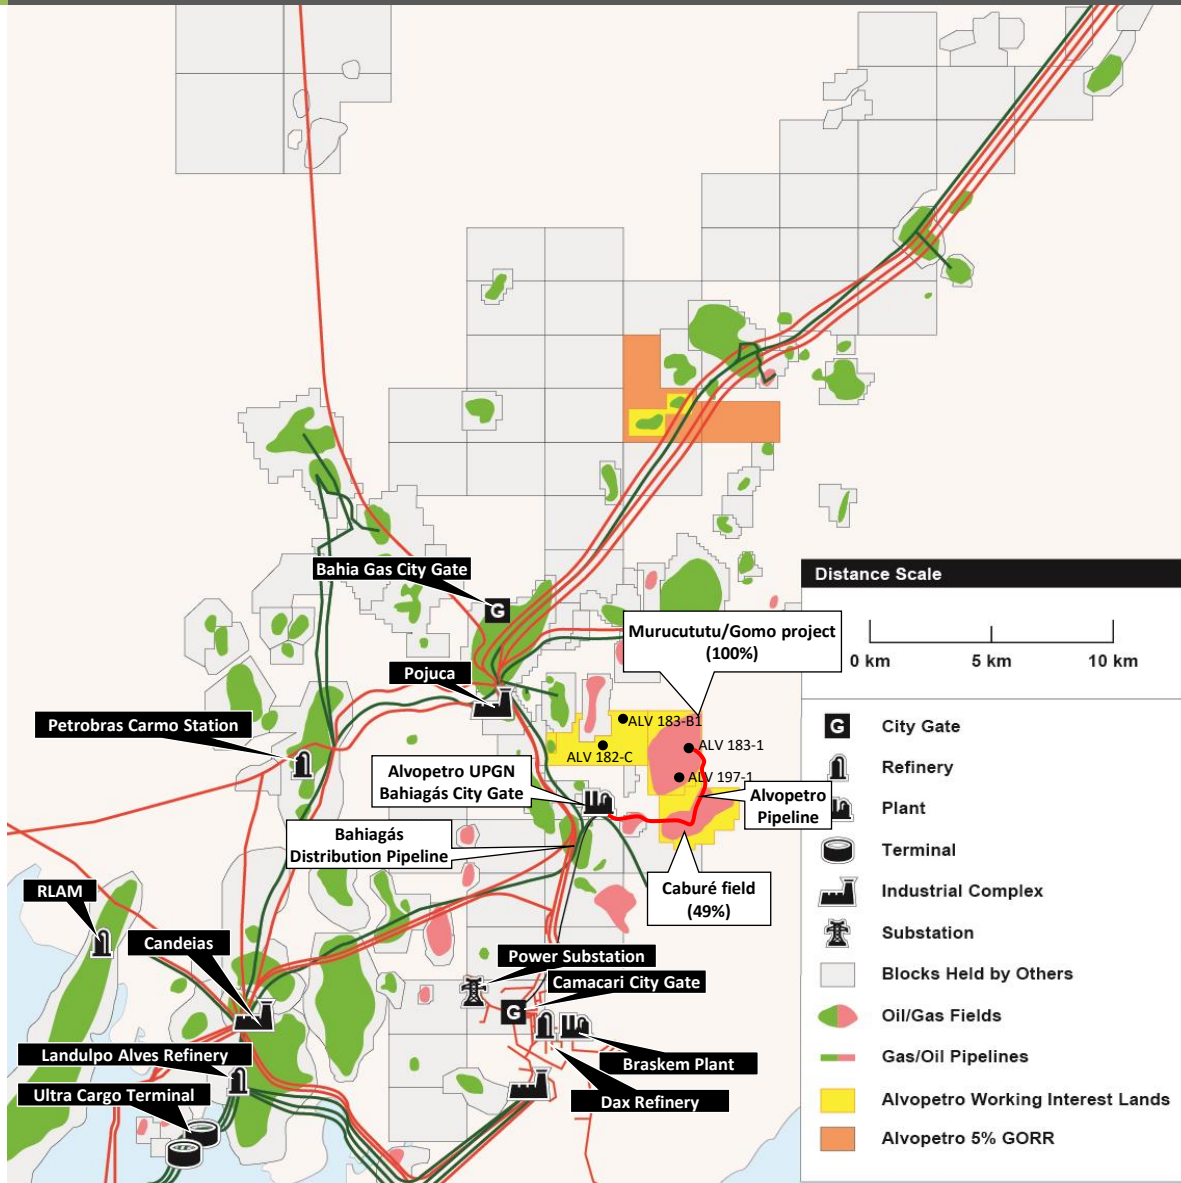 Bahia Gas City Gate
G
Pojuca
Petrobras Carmo Station
Murucututu/Gomo project
(100%)
ALV 183-B1
ALV 183-1
ALV 182-C
ALV 197-1
Alvopetro UPGN
Bahiagás City Gate
Alvopetro
Pipeline
Bahiagás
Distribution Pipeline
Caburé field
(49%)
RLAM
Candeias
Power Substation
Camacari City Gate
G
Landulpo Alves Refinery
Braskem Plant
Ultra Cargo Terminal
Dax Refinery
Distance Scale
0 km
5 km
10 km
G
City Gate
Refinery
Plant
Terminal
Industrial Complex
Substation
Blocks Held by Others
Oil/Gas Fields
Gas/Oil Pipelines
Alvopetro Working Interest Lands
Alvopetro 5% GORR